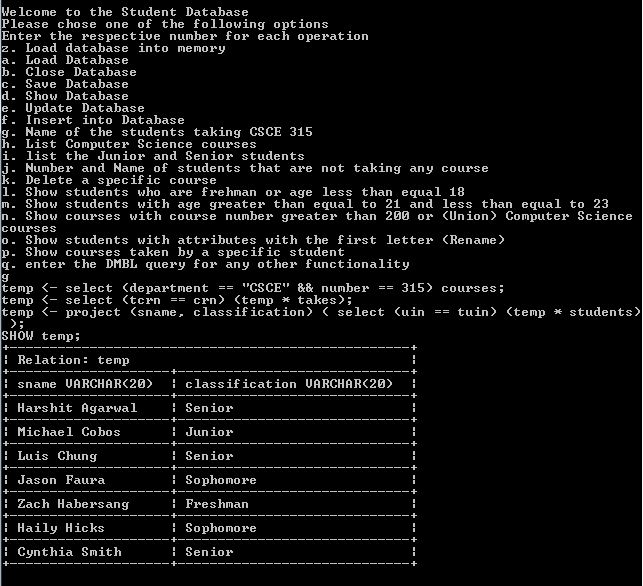 Welcome to the Student Database
Please chose one of the following options
Enter the respective number for each operation
z. Load database into memory
a. Load Database
b. Close Database
c. Save Database
d. Show Database
e. Update Database
f. Insert into Database
g. Name of the students taking CSCE 315
h. List Computer Science courses
i. list the Junior and Senior students
j. Number and Name of students that are not taking any course
k. Delete a specific course
l. Show students who are frehman or age less than equal 18
m. Show students with age greater than equal to 21 and less than equal to 23
n. Show courses with course number greater than 200 or (Union) Computer Science
courses
o. Show students with attributes with the first letter (Rename)
p. Show courses taken by a specific student
q. enter the DMBL query for any other functionality
g
temp <- select (department == "CSCE" && number == 315) courses;
temp <- select (tcrn == crn) (temp * takes);
temp <- project (sname, classification) ( select (uin == tuin) (temp * students)
);
SHOW temp;
Relation: temp
sname VARCHAR(20) | classification VARCHAR(20)
Harshit Agarwal | Senior
Michael Cobos | Junior
Luis Chung | Senior
Jason Faura | Sophomore
Zach Habersang | Freshman
Haily Hicks | Sophomore
Cynthia Smith | Senior